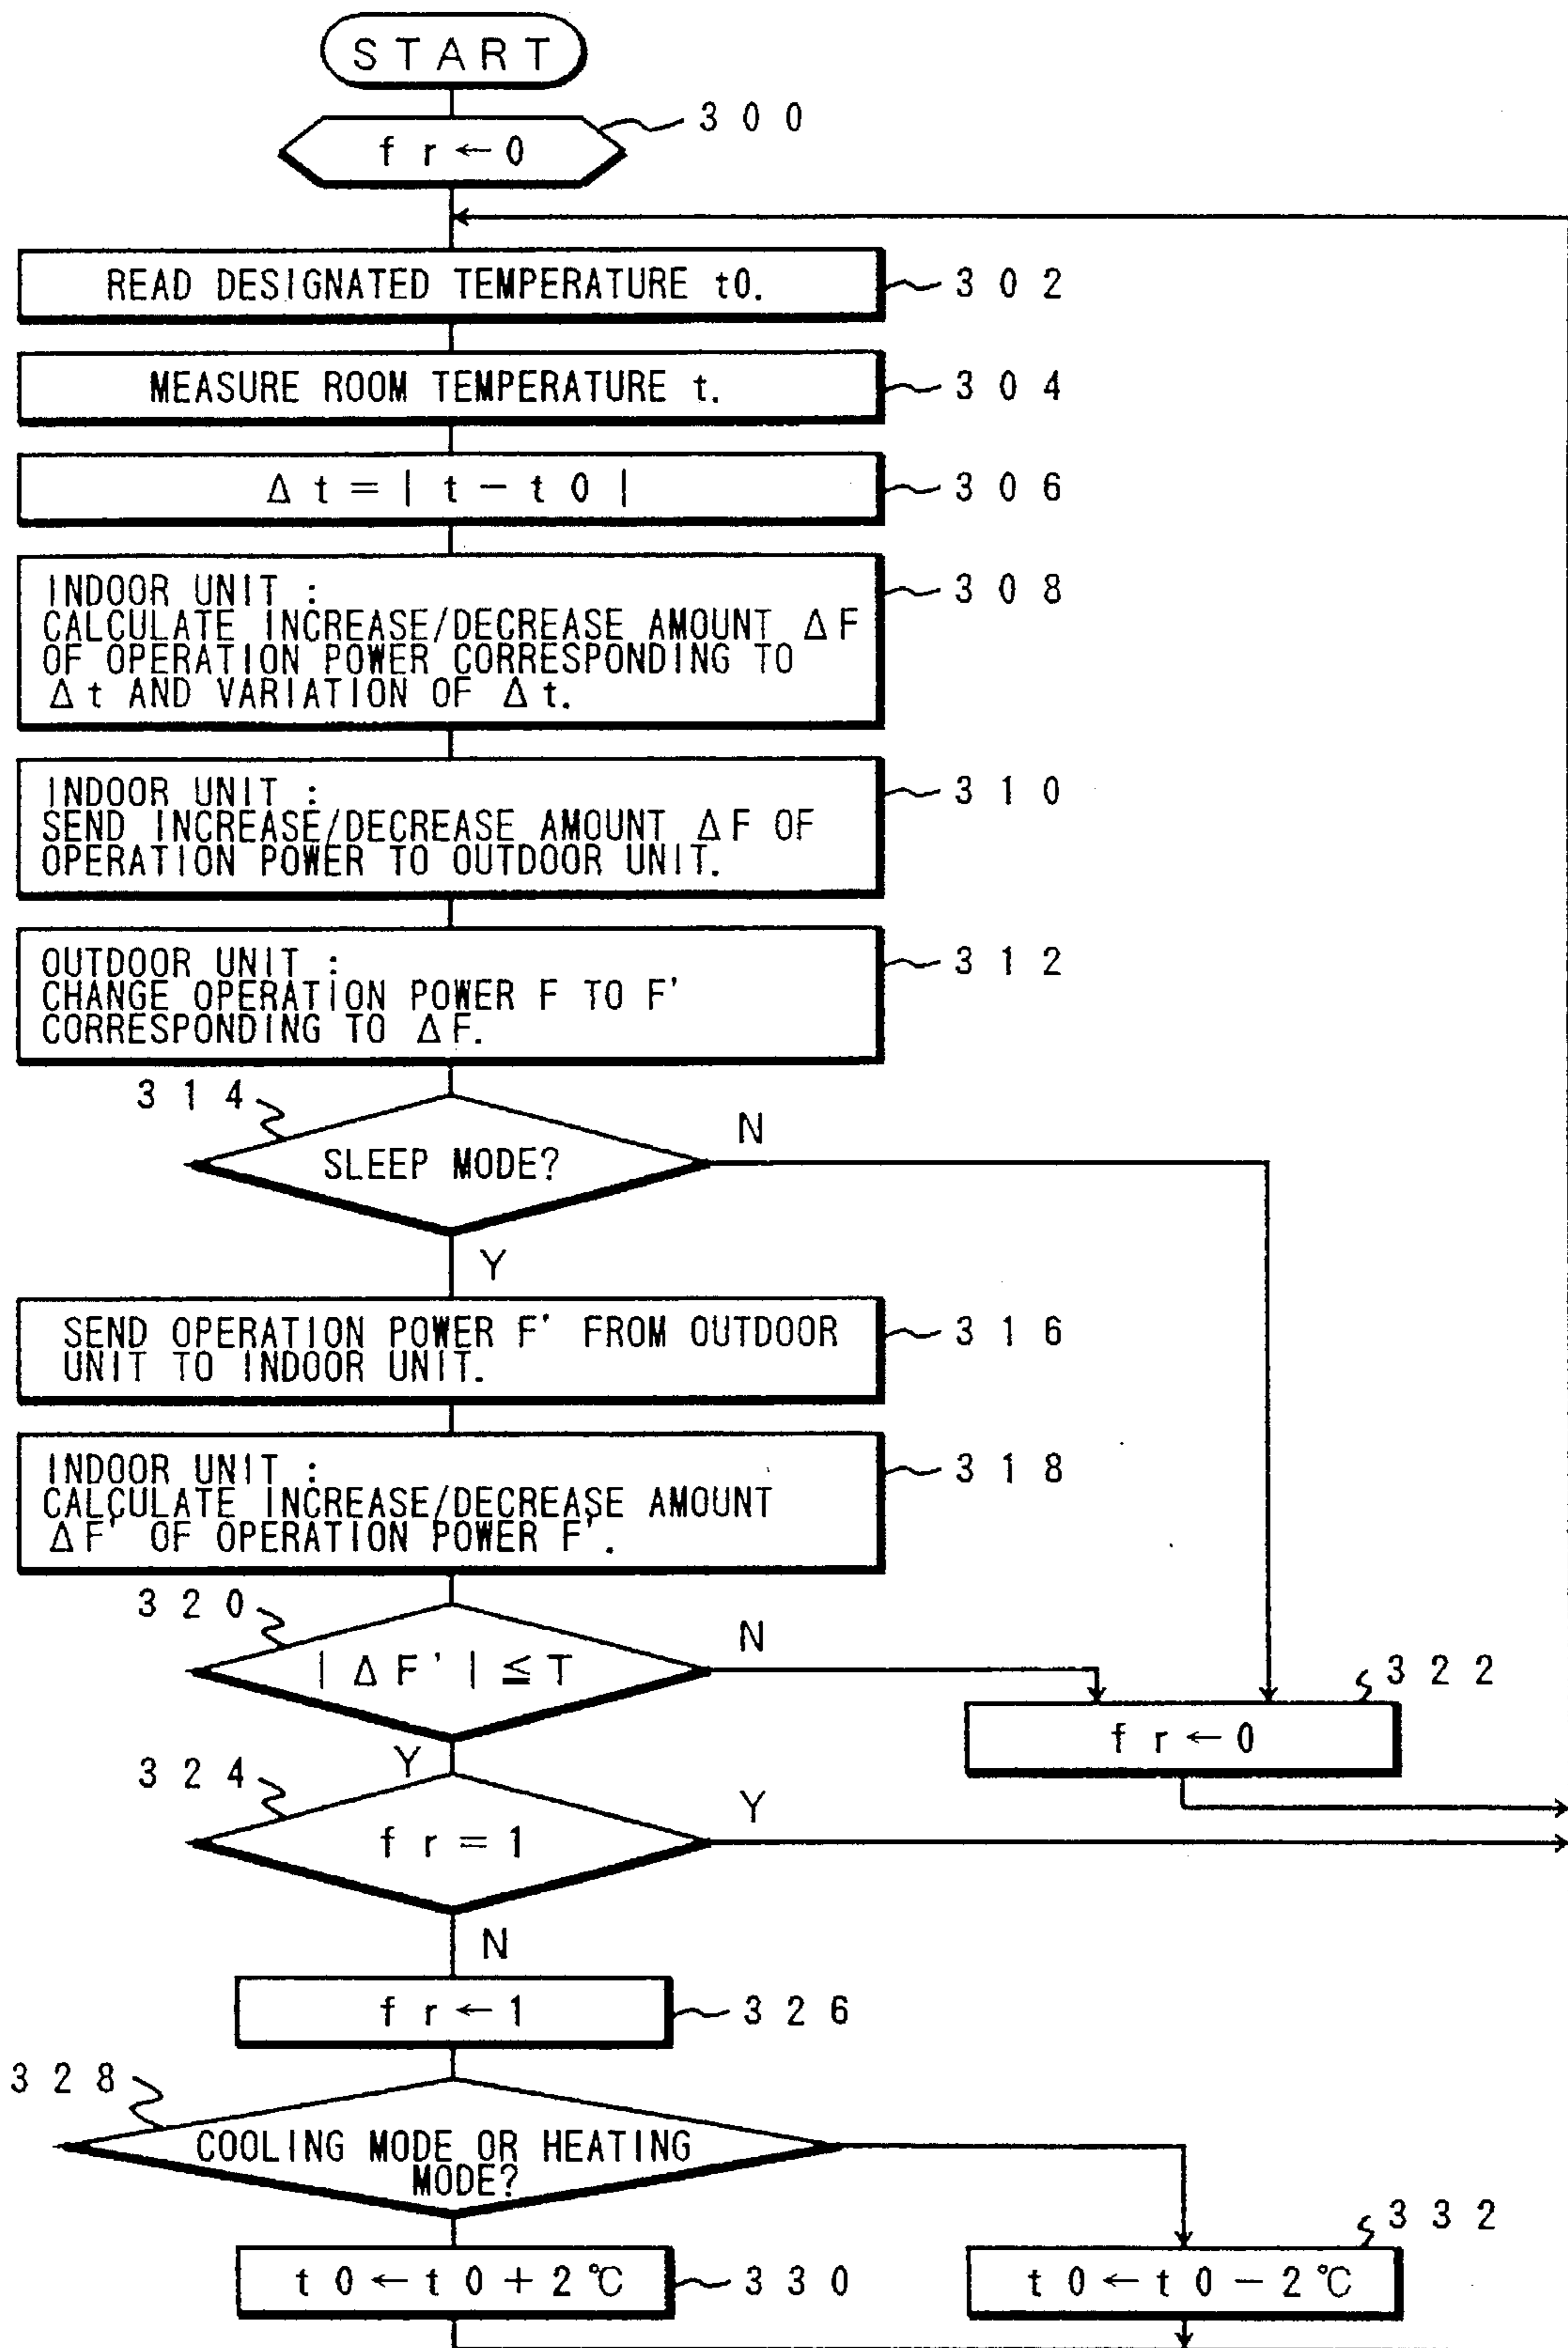 START
fr←0
300
READ DESIGNATED TEMPERATURE t0.
302
MEASURE ROOM TEMPERATURE t.
304
Δt=|t-t0|
306
INDOOR UNIT :
CALCULATE INCREASE/DECREASE AMOUNT ΔF
OF OPERATION POWER CORRESPONDING TO
Δt AND VARIATION OF Δt.
308
INDOOR UNIT :
SEND INCREASE/DECREASE AMOUNT ΔF OF
OPERATION POWER TO OUTDOOR UNIT.
310
OUTDOOR UNIT :
CHANGE OPERATION POWER F TO F'
CORRESPONDING TO ΔF.
312
314
SLEEP MODE?
N
Y
SEND OPERATION POWER F' FROM OUTDOOR
UNIT TO INDOOR UNIT.
316
INDOOR UNIT :
CALCULATE INCREASE/DECREASE AMOUNT
ΔF' OF OPERATION POWER F'.
318
320
|ΔF'|≦T
N
Y
322
fr←0
324
fr=1
Y
N
fr←1
326
328
COOLING MODE OR HEATING
MODE?
t0←t0+2℃
330
332
t0←t0-2℃